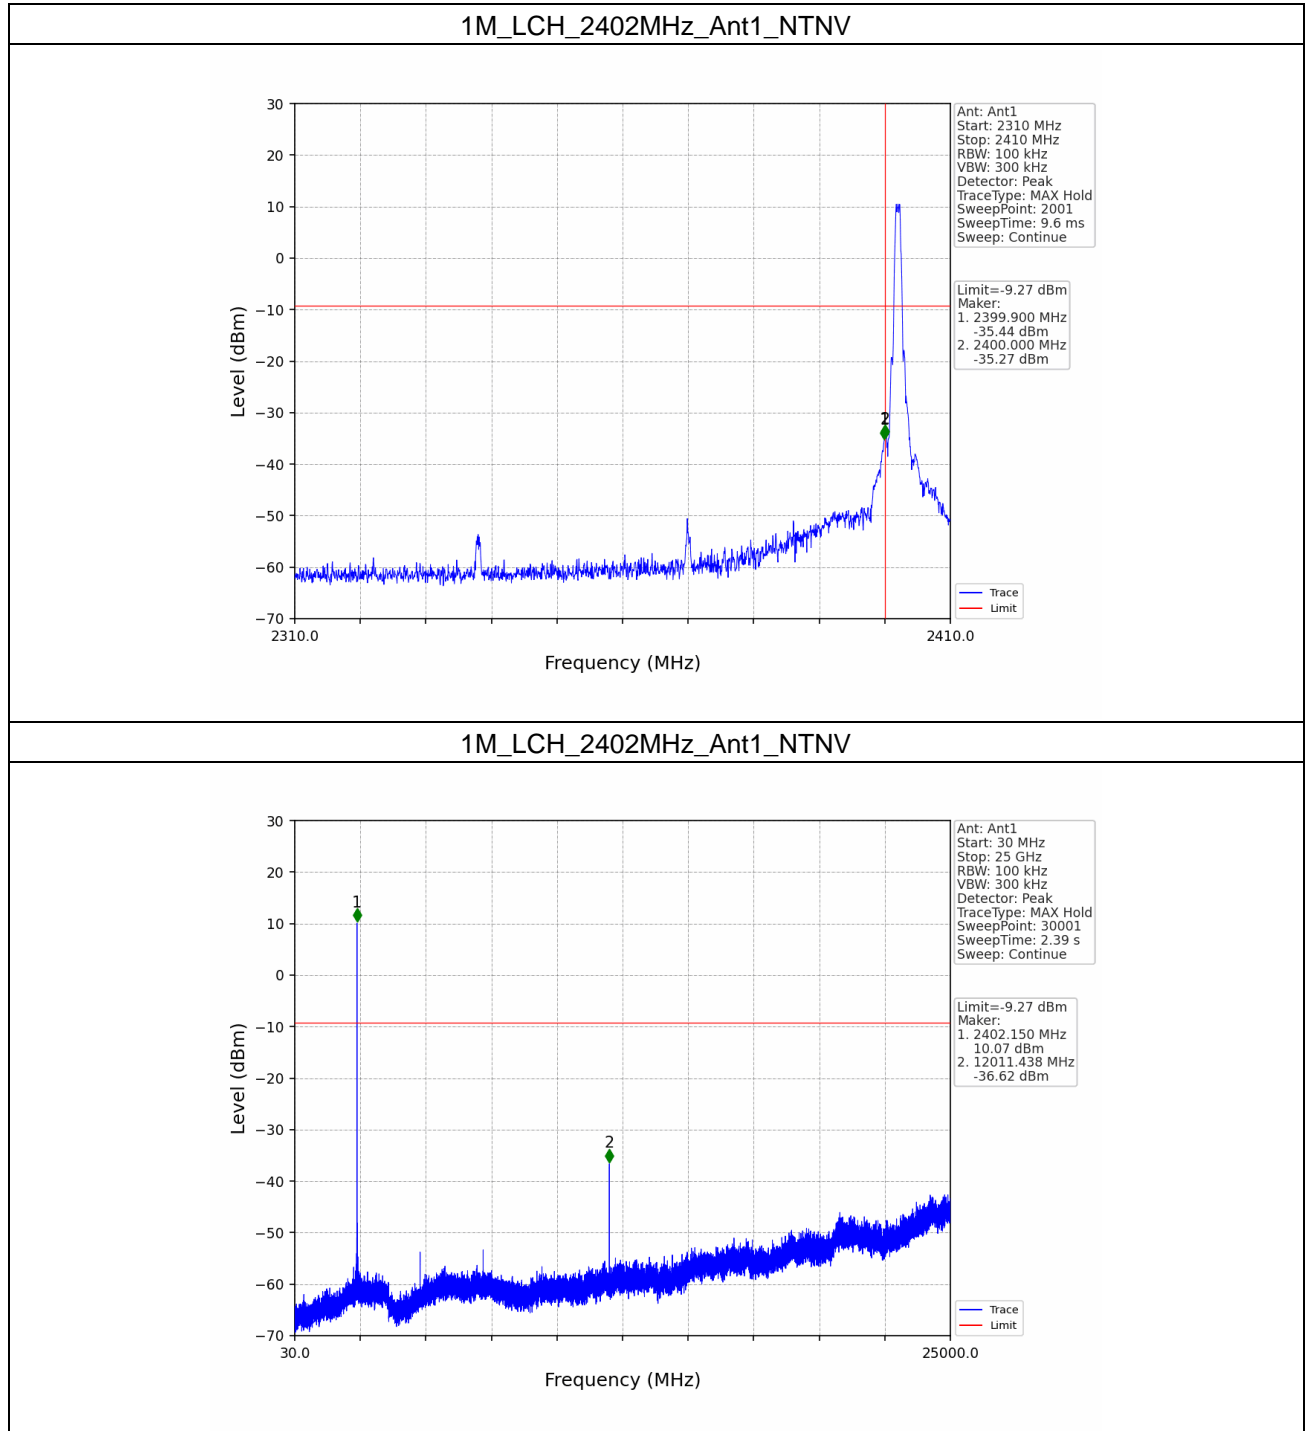 1M_LCH_2402MHz_Ant1_NTNV
30
20
10
0
−10
−20
−30
−40
−50
−60
−70
Level (dBm)
2310.0
2410.0
Frequency (MHz)
1
2
Ant: Ant1
Start: 2310 MHz
Stop: 2410 MHz
RBW: 100 kHz
VBW: 300 kHz
Detector: Peak
TraceType: MAX Hold
SweepPoint: 2001
SweepTime: 9.6 ms
Sweep: Continue
Limit=-9.27 dBm
Maker:
1. 2399.900 MHz
-35.44 dBm
2. 2400.000 MHz
-35.27 dBm
Trace
Limit
1M_LCH_2402MHz_Ant1_NTNV
30
20
10
0
−10
−20
−30
−40
−50
−60
−70
Level (dBm)
30.0
25000.0
Frequency (MHz)
1
2
Ant: Ant1
Start: 30 MHz
Stop: 25 GHz
RBW: 100 kHz
VBW: 300 kHz
Detector: Peak
TraceType: MAX Hold
SweepPoint: 30001
SweepTime: 2.39 s
Sweep: Continue
Limit=-9.27 dBm
Maker:
1. 2402.150 MHz
10.07 dBm
2. 12011.438 MHz
-36.62 dBm
Trace
Limit